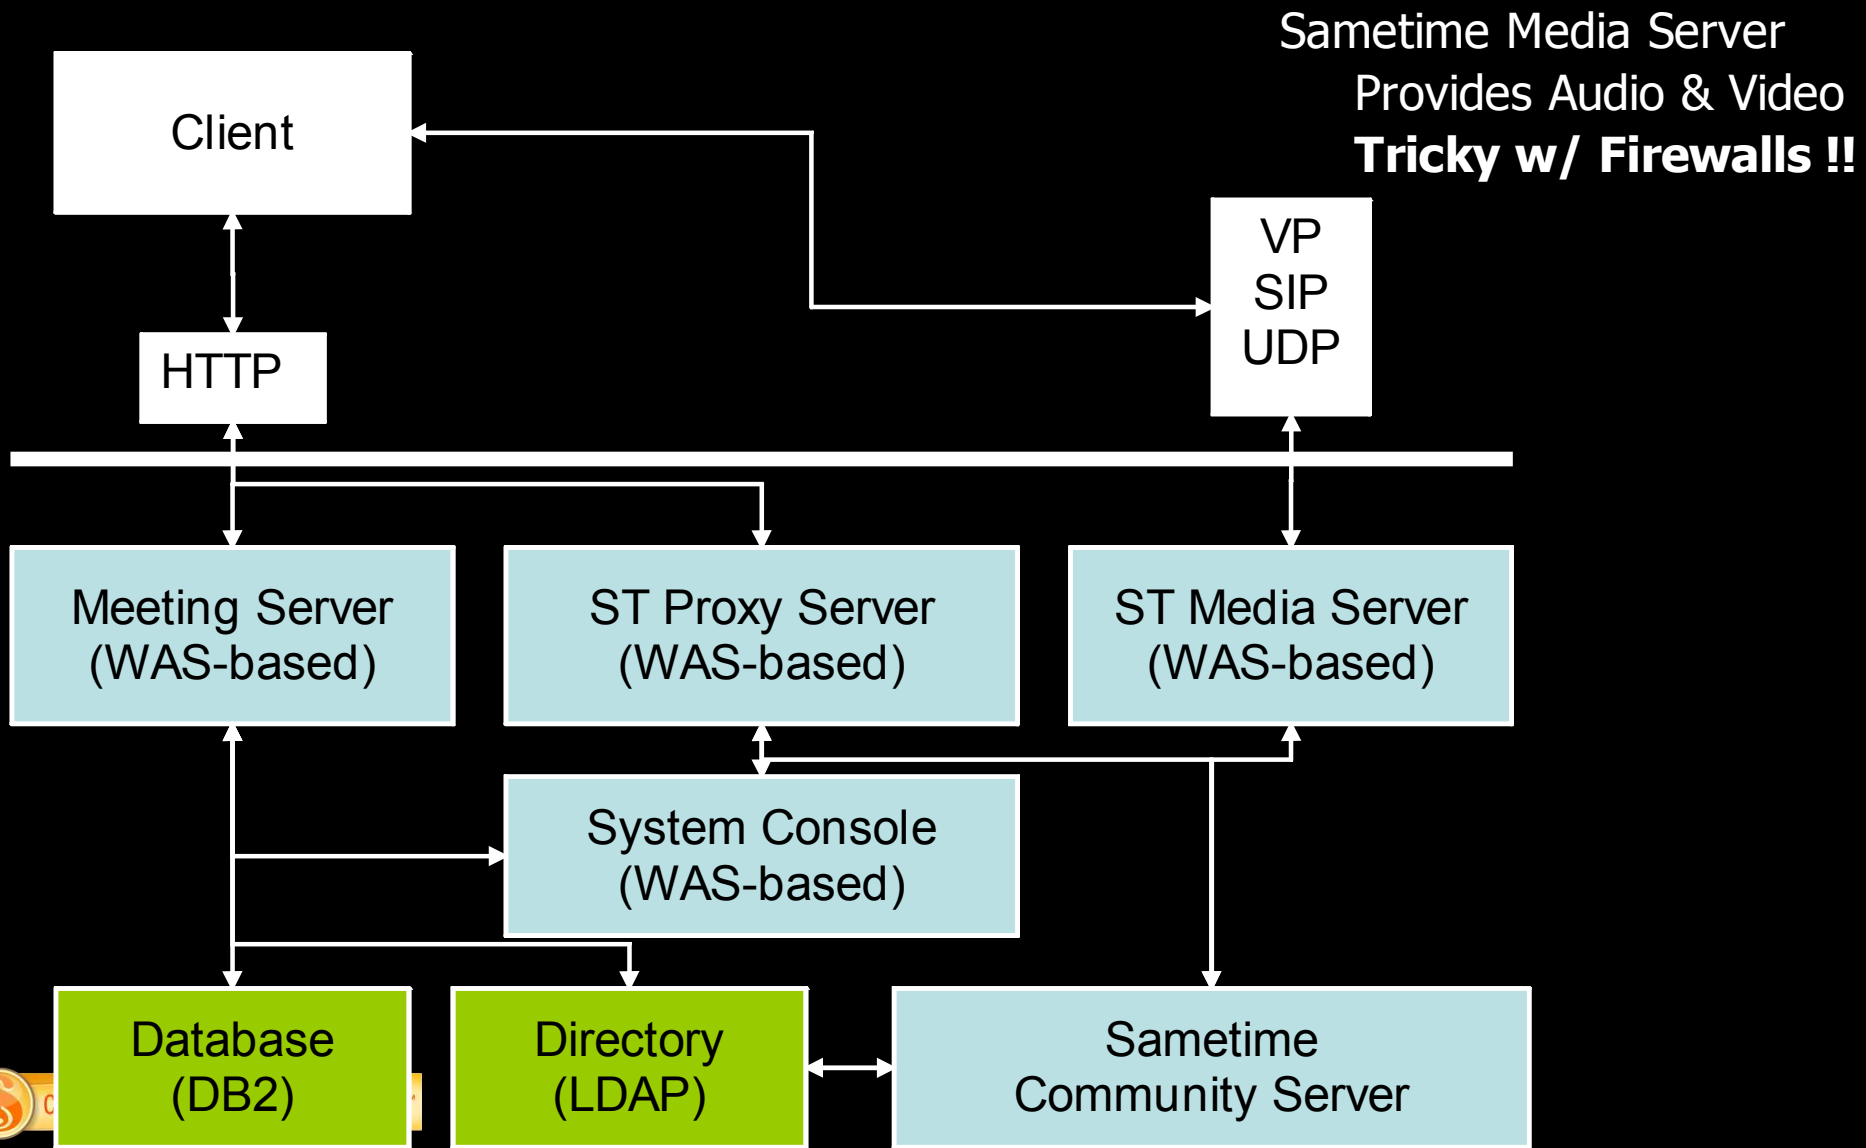 Sametime Media Server
Provides Audio & Video
Tricky w/ Firewalls !!
Client
VP
SIP
UDP
HTTP
Meeting Server
(WAS-based)
ST Proxy Server
(WAS-based)
ST Media Server
(WAS-based)
System Console
(WAS-based)
Database
(DB2)
Directory
(LDAP)
Sametime
Community Server